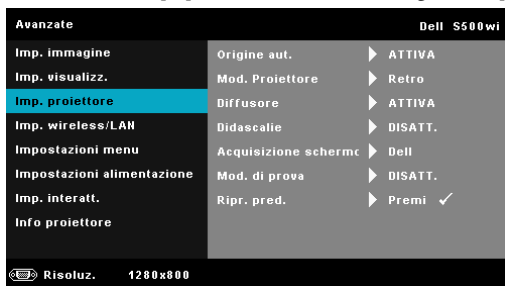 Avanzate Dell S500wi
Imp. immagine
Imp. visualizz.
Imp. proiettore
Imp. wireless/LAN
Impostazioni menu
Impostazioni alimentazione
Imp. interatt.
Info proiettore
Origine aut. ATTIVA
Mod. Proiettore Retro
Diffusore ATTIVA
Didascalie DISATT.
Acquisizione schermo Dell
Mod. di prova DISATT.
Ripr. pred. Premi ✓
Risoluz. 1280x800